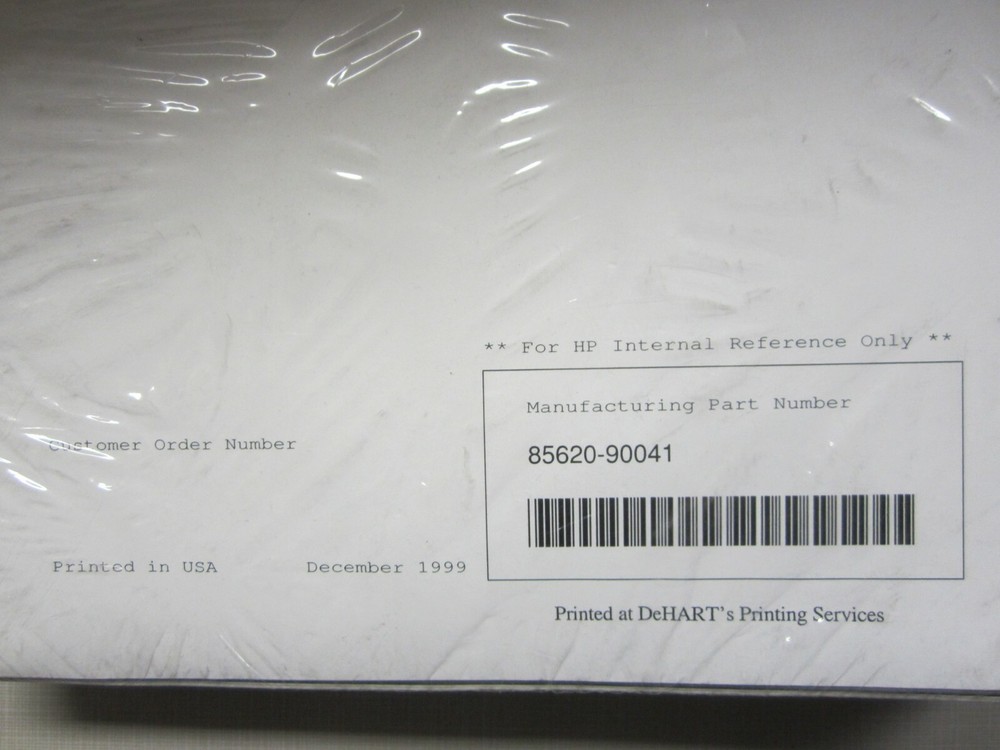 ** For HP Internal Reference Only **
Manufacturing Part Number
85620-90041
Customer Order Number
Printed in USA December 1999
Printed at DeHART's Printing Services